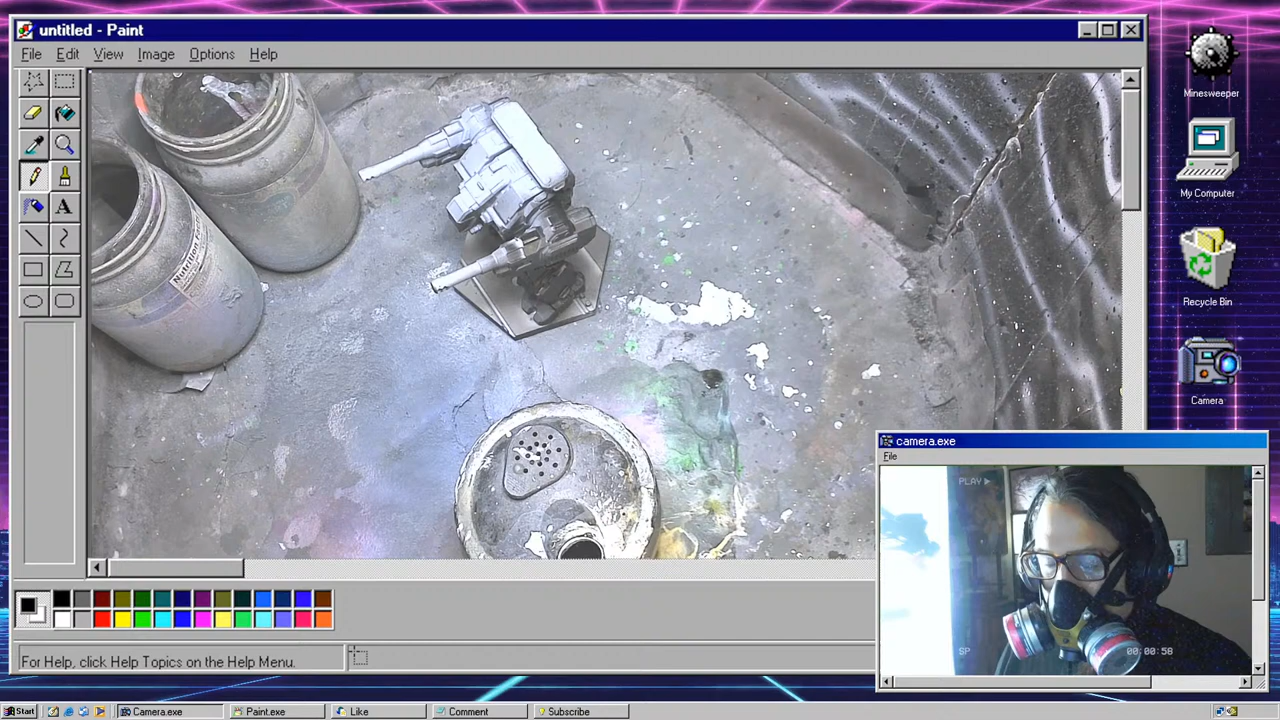 untitled - Paint
File Edit View Image Options Help
Minesweeper
My Computer
Recycle Bin
Camera
Nutrition
camera.exe
File
PLAY
SP
00:00:58
For Help, click Help Topics on the Help Menu.
Start
Camera.exe
Paint.exe
Like
Comment
Subscribe